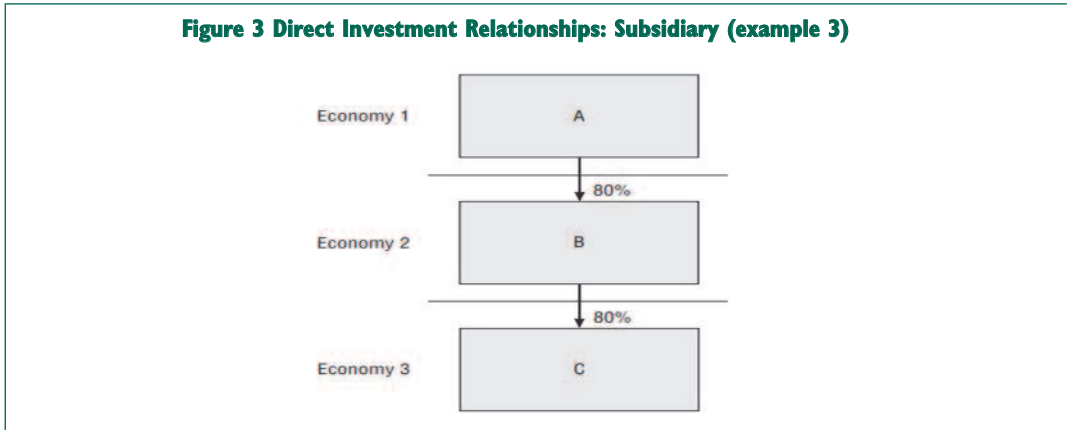 Figure 3 Direct Investment Relationships: Subsidiary (example 3)
Economy 1
A
80%
Economy 2
B
80%
Economy 3
C